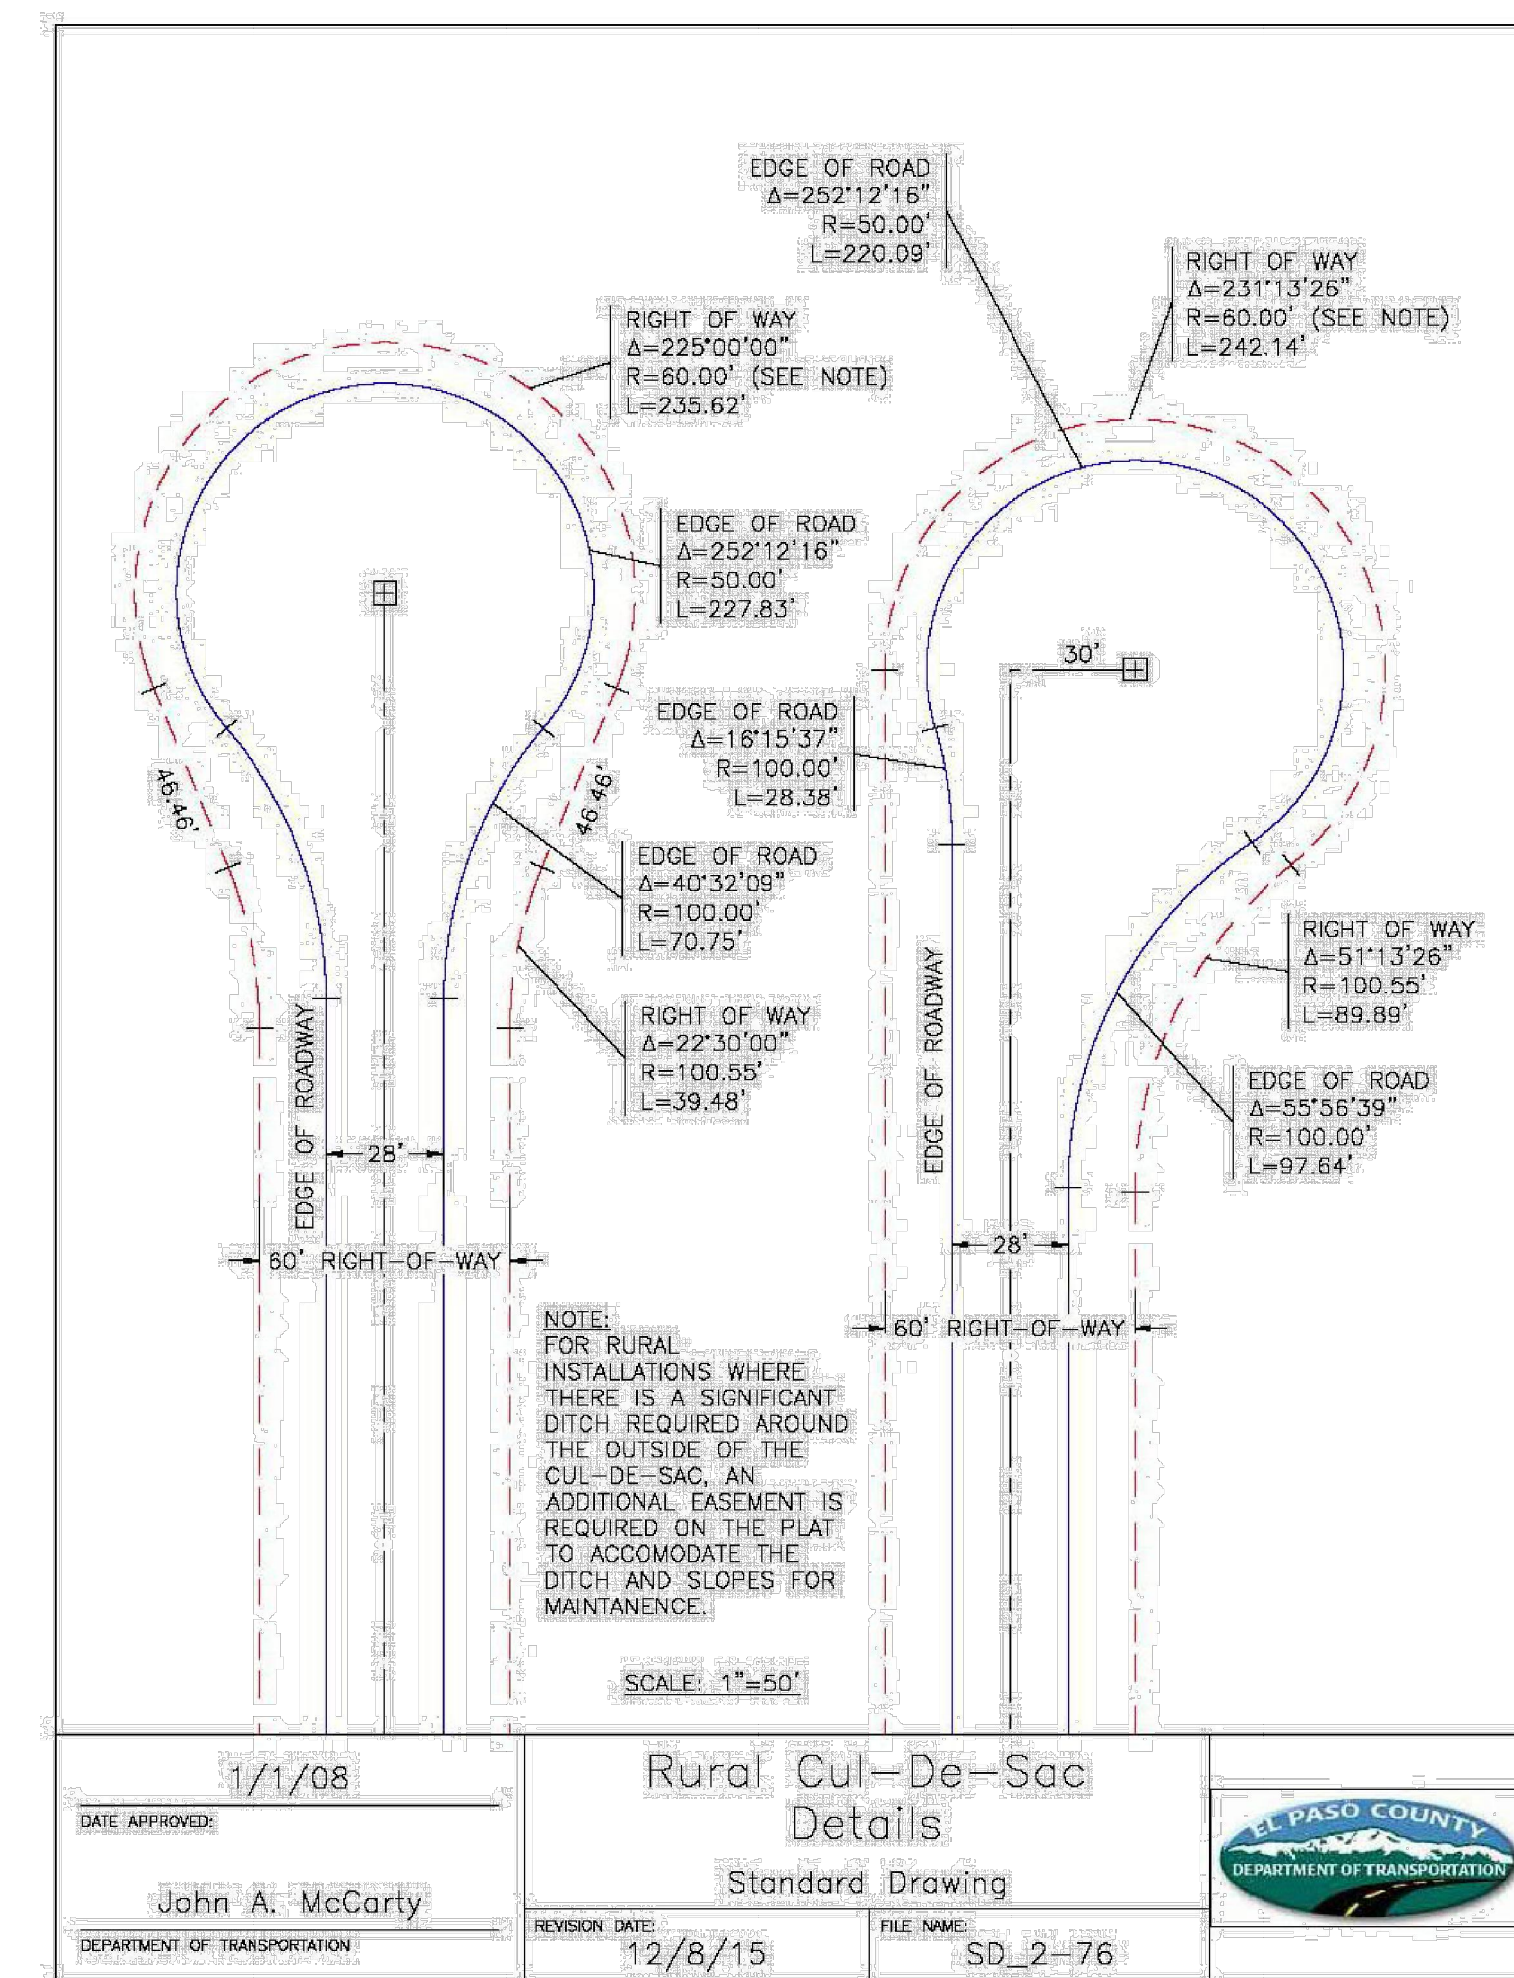 EDGE OF ROAD
Δ=252°12'16"
R=50.00'
L=220.09'
RIGHT OF WAY
Δ=231°13'26"
R=60.00' (SEE NOTE)
L=242.14'
RIGHT OF WAY
Δ=225°00'00"
R=60.00' (SEE NOTE)
L=235.62'
EDGE OF ROAD
Δ=252°12'16"
R=50.00'
L=227.83'
30'
EDGE OF ROAD
Δ=16°15'37"
R=100.00'
L=28.38'
46.46'
46.46'
EDGE OF ROAD
Δ=40°32'09"
R=100.00'
L=70.75'
RIGHT OF WAY
Δ=51°13'26"
R=100.55'
L=89.89'
RIGHT OF WAY
Δ=22°30'00"
R=100.55'
L=39.48'
EDGE OF ROAD
Δ=55°56'39"
R=100.00'
L=97.64'
EDGE OF ROADWAY
EDGE OF ROADWAY
28'
60' RIGHT-OF-WAY
28'
60' RIGHT-OF-WAY
NOTE:
FOR RURAL
INSTALLATIONS WHERE
THERE IS A SIGNIFICANT
DITCH REQUIRED AROUND
THE OUTSIDE OF THE
CUL-DE-SAC, AN
ADDITIONAL EASEMENT IS
REQUIRED ON THE PLAT
TO ACCOMODATE THE
DITCH AND SLOPES FOR
MAINTANENCE.
SCALE: 1"=50'
1/1/08
DATE APPROVED:
John A. McCarty
DEPARTMENT OF TRANSPORTATION
Rural Cul-De-Sac
Details
Standard Drawing
REVISION DATE:
12/8/15
FILE NAME:
SD_2-76
EL PASO COUNTY
DEPARTMENT OF TRANSPORTATION